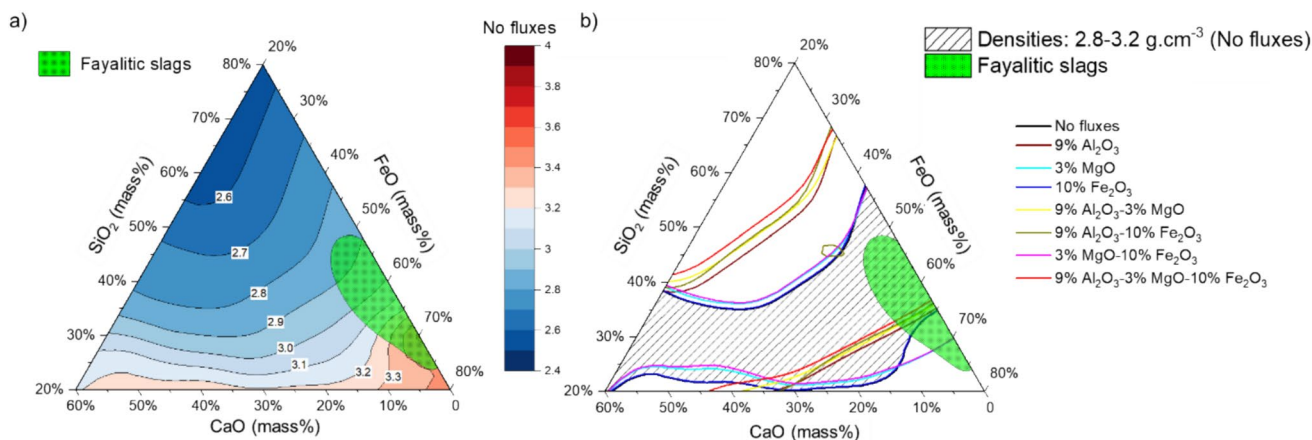 a)
Fayalitic slags
No fluxes
4
3.8
3.6
3.4
3.2
3
2.8
2.6
2.4
20%
30%
40%
50%
60%
70%
80%
FeO (mass%)
80%
70%
60%
50%
40%
30%
20%
SiO₂ (mass%)
2.6
2.7
2.8
2.9
3.0
3.1
3.2
3.3
60%
50%
40%
30%
20%
10%
0
CaO (mass%)
b)
Densities: 2.8-3.2 g.cm⁻³ (No fluxes)
Fayalitic slags
No fluxes
9% Al₂O₃
3% MgO
10% Fe₂O₃
9% Al₂O₃-3% MgO
9% Al₂O₃-10% Fe₂O₃
3% MgO-10% Fe₂O₃
9% Al₂O₃-3% MgO-10% Fe₂O₃
20%
30%
40%
50%
60%
70%
80%
FeO (mass%)
80%
70%
60%
50%
40%
30%
20%
SiO₂ (mass%)
60%
50%
40%
30%
20%
10%
0
CaO (mass%)